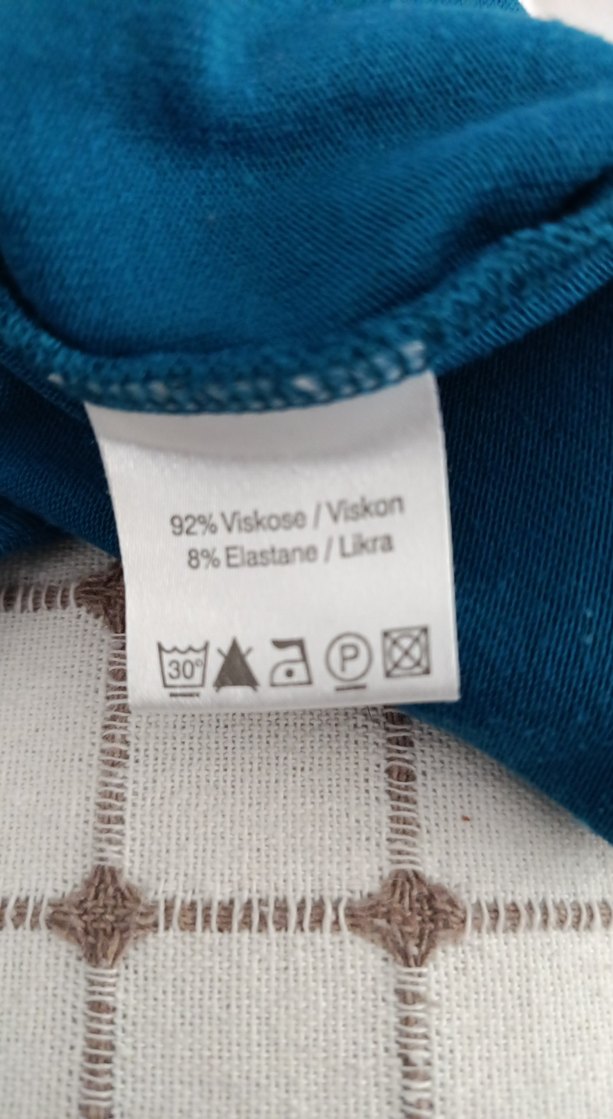 92% Viskose / Viskon
8% Elastane / Likra
30° P